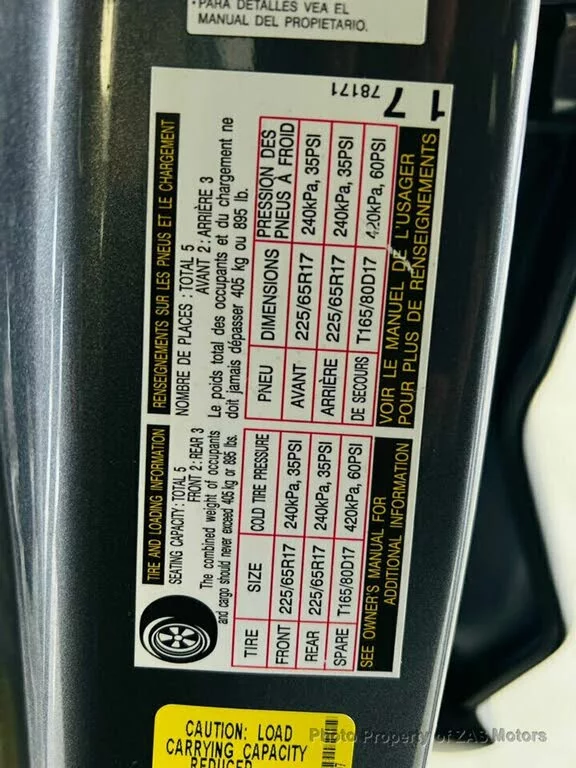 PARA DETALLES VEA EL
MANUAL DEL PROPIETARIO.
TIRE AND LOADING INFORMATION
SEATING CAPACITY : TOTAL 5
FRONT 2 : REAR 3
The combined weight of occupants
and cargo should never exceed 405 kg or 895 lbs.
TIRE SIZE COLD TIRE PRESSURE
FRONT 225/65R17 240kPa, 35PSI
REAR 225/65R17 240kPa, 35PSI
SPARE T165/80D17 420kPa, 60PSI
SEE OWNER'S MANUAL FOR
ADDITIONAL INFORMATION
RENSEIGNEMENTS SUR LES PNEUS ET LE CHARGEMENT
NOMBRE DE PLACES : TOTAL 5
AVANT 2 : ARRIÈRE 3
Le poids total des occupants et du chargement ne
doit jamais dépasser 405 kg ou 895 lb.
PNEU DIMENSIONS PRESSION DES
PNEUS À FROID
AVANT 225/65R17 240kPa, 35PSI
ARRIÈRE 225/65R17 240kPa, 35PSI
DE SECOURS T165/80D17 420kPa, 60PSI
VOIR LE MANUEL DE L'USAGER
POUR PLUS DE RENSEIGNEMENTS
78171
17
CAUTION: LOAD
CARRYING CAPACITY
REDUCED
Photo Property of ZAB Motors